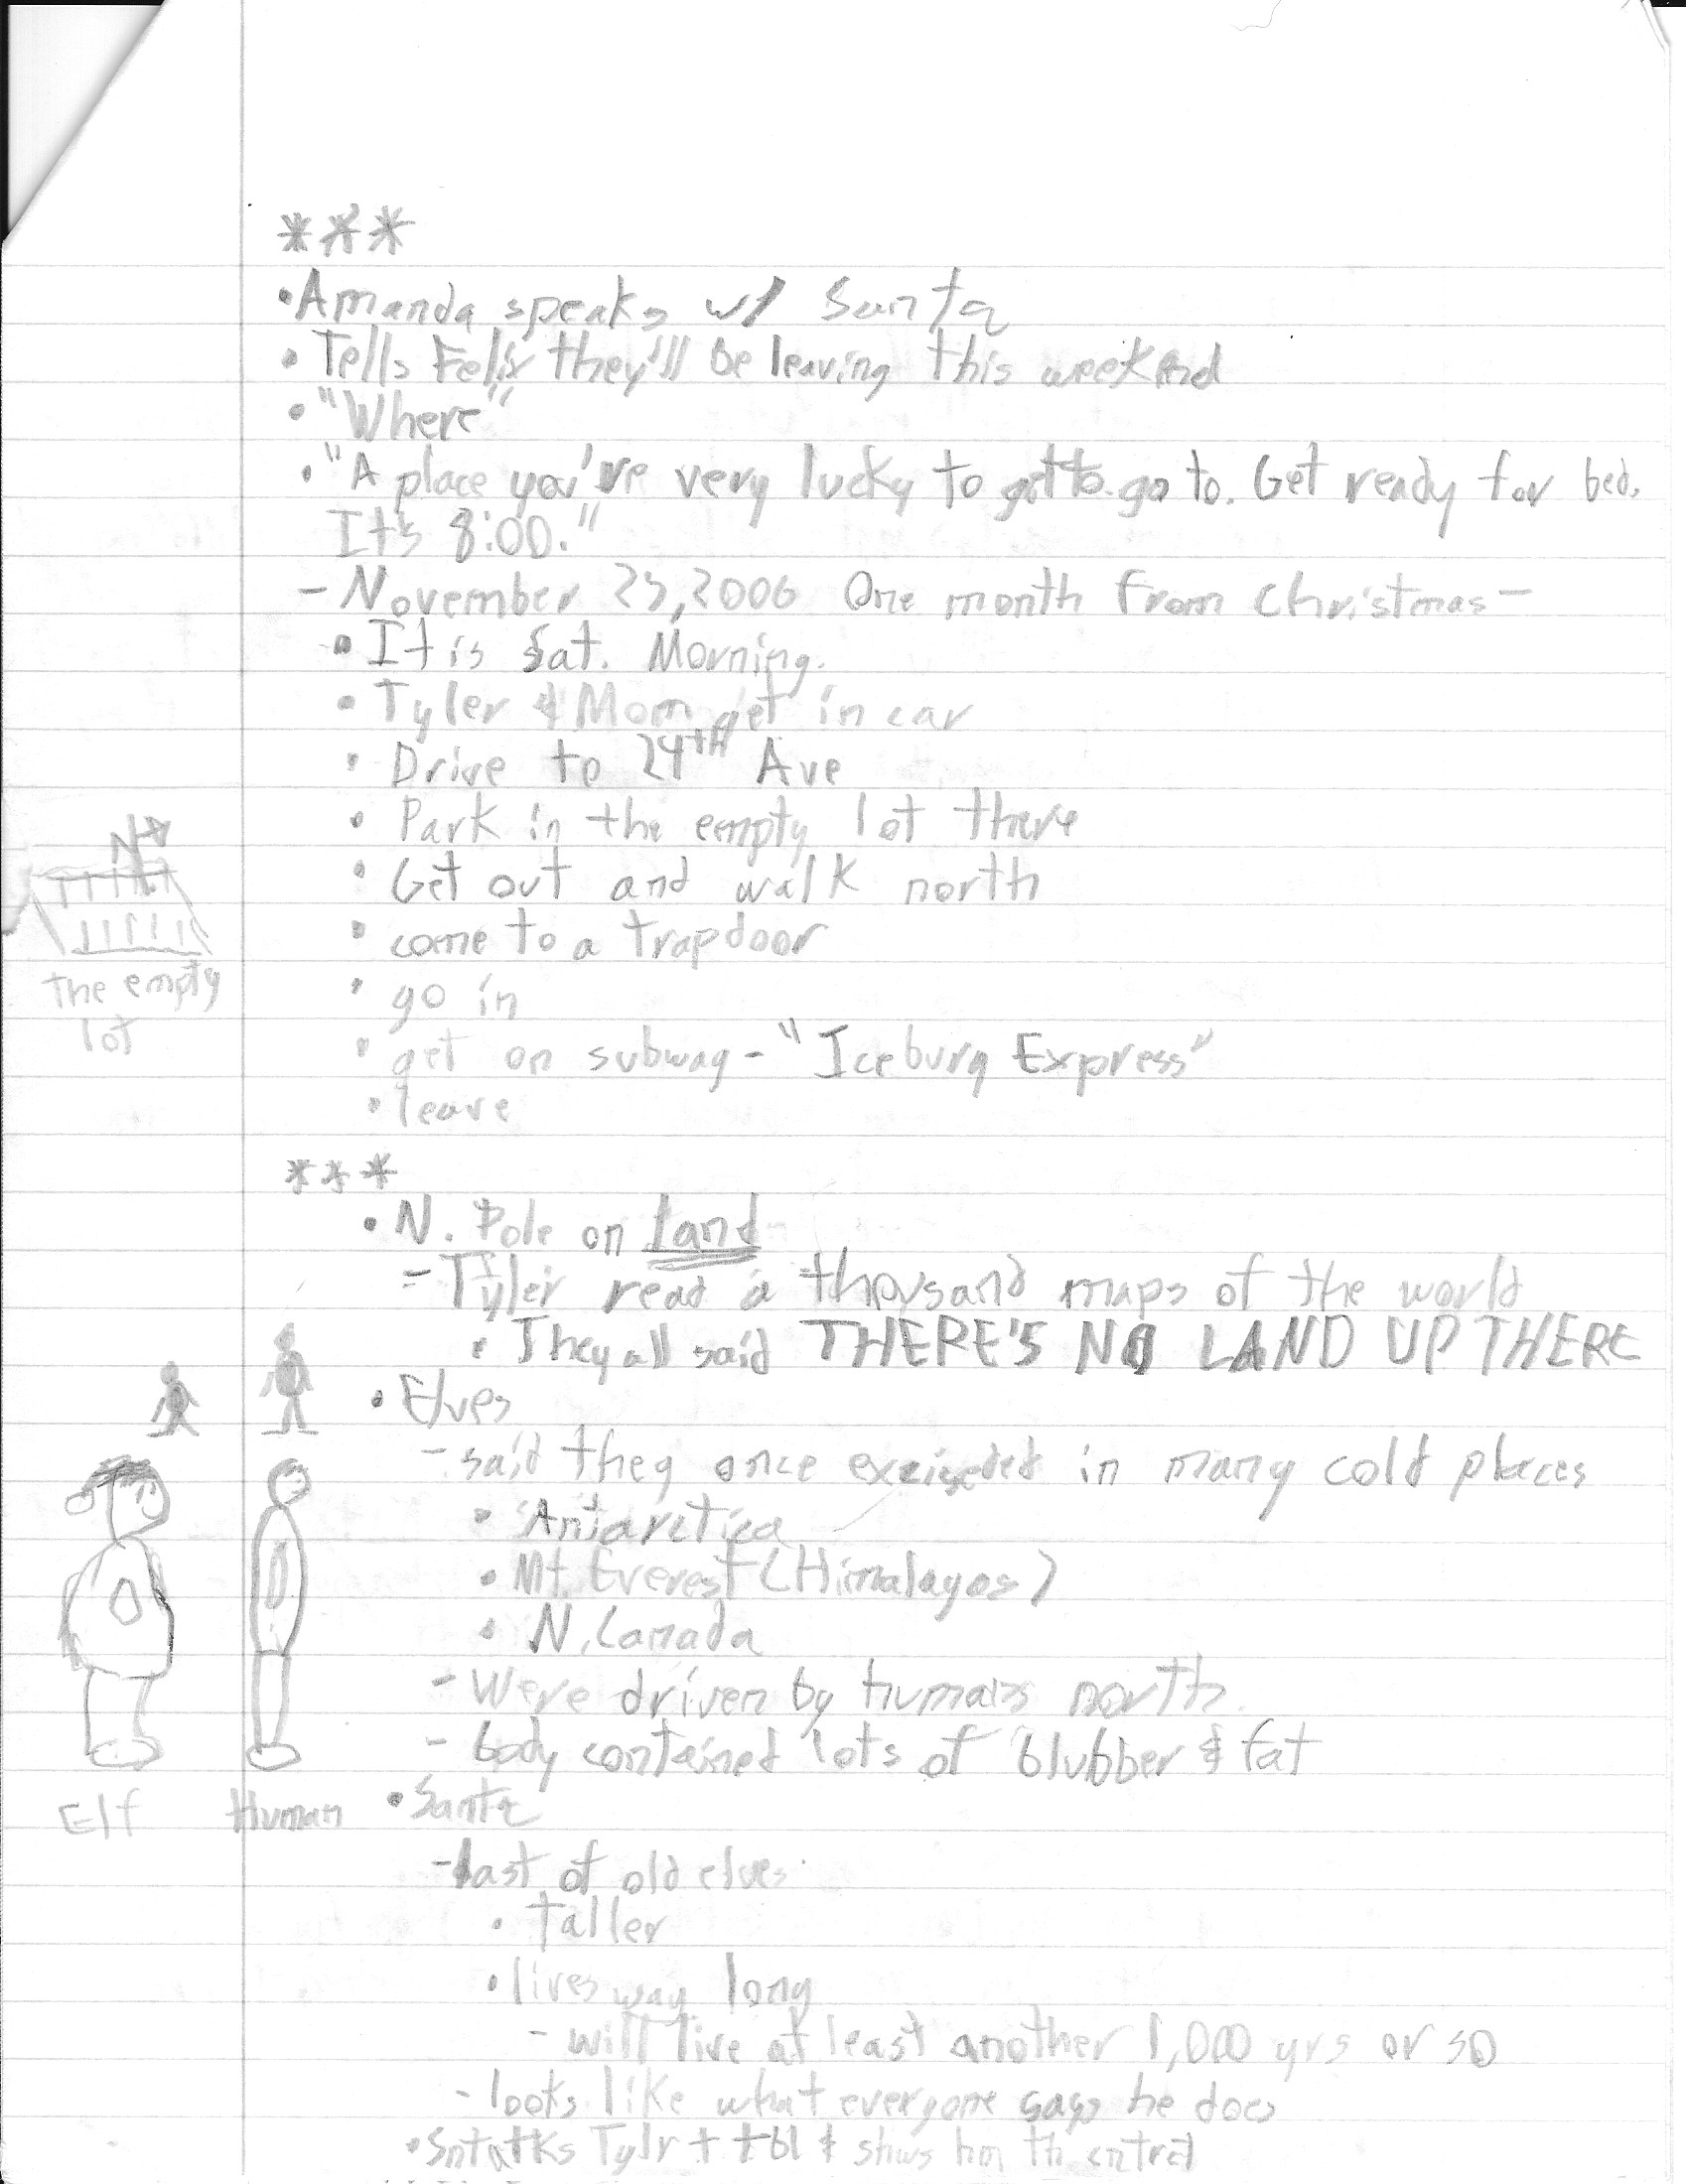 ***
• Amanda speaks w/ Santa
• Tells Felix they'll be leaving this weekend
• "Where"
• "A place you're very lucky to get to go to. Get ready for bed.
It's 8:00."
- November 25, 2006 One month from Christmas -
• It is Sat. Morning.
• Tyler & Mom get in car
• Drive to 24TH Ave
• Park in the empty lot there
• Get out and walk north
• come to a trapdoor
• go in
• get on subway - "Iceburg Express"
• leave
N
the empty
lot
***
• N. Pole on land
- Tyler read a thousand maps of the world
• They all said THERE'S NO LAND UP THERE
• Elves
- said they once in many cold places
• Antarctica
• Mt. Everest (Himalayas)
• N. Canada
- Were driven by humans north
- body contained lots of blubber & fat
Elf Human
• Santa
- last of old elves
• taller
• lives way long
- will live at least another 1,000 yrs or so
- looks like what everyone says he does
• Tylr t tbl & shws hm th cntrl